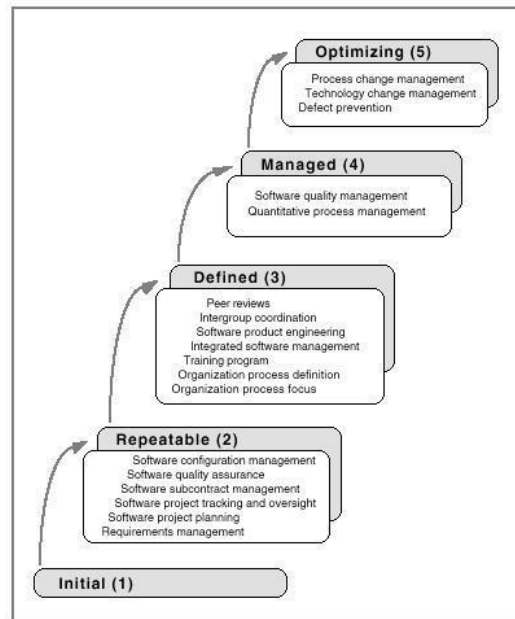 Optimizing (5)
Process change management
Technology change management
Defect prevention
Managed (4)
Software quality management
Quantitative process management
Defined (3)
Peer reviews
Intergroup coordination
Software product engineering
Integrated software management
Training program
Organization process definition
Organization process focus
Repeatable (2)
Software configuration management
Software quality assurance
Software subcontract management
Software project tracking and oversight
Software project planning
Requirements management
Initial (1)